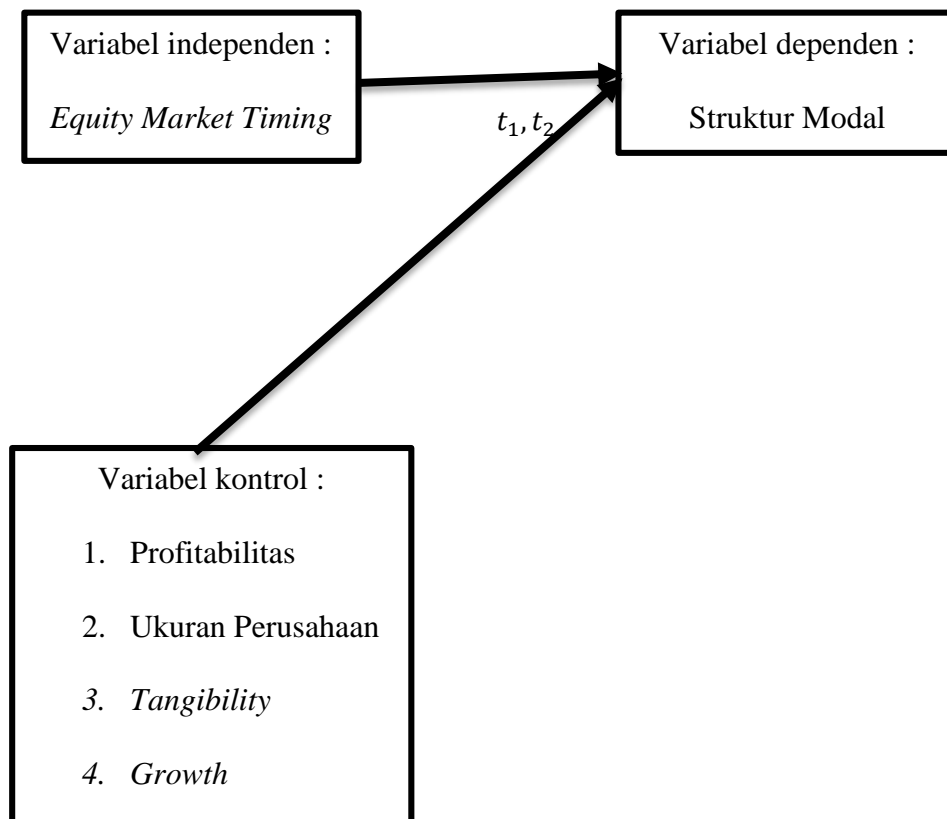 Variabel independen :
Equity Market Timing
Variabel dependen :
Struktur Modal
t₁, t₂
Variabel kontrol :
1. Profitabilitas
2. Ukuran Perusahaan
3. Tangibility
4. Growth